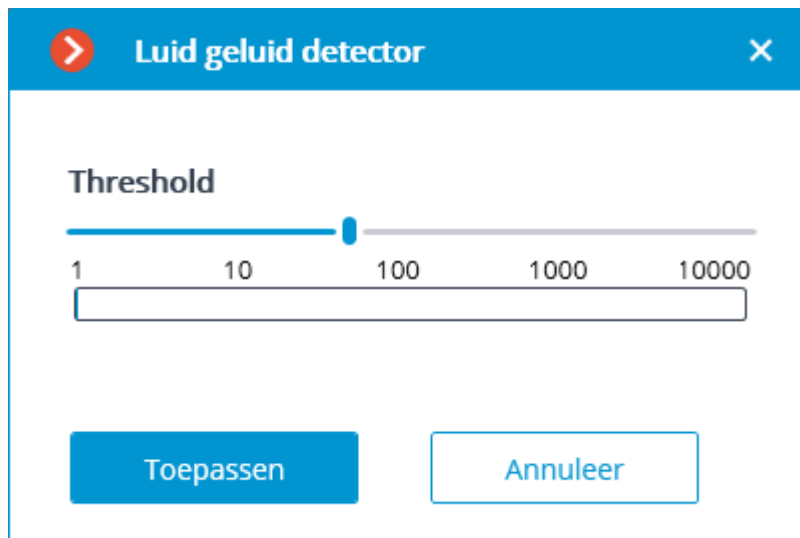 Luid geluid detector
Threshold
1 10 100 1000 10000
Toepassen Annuleer